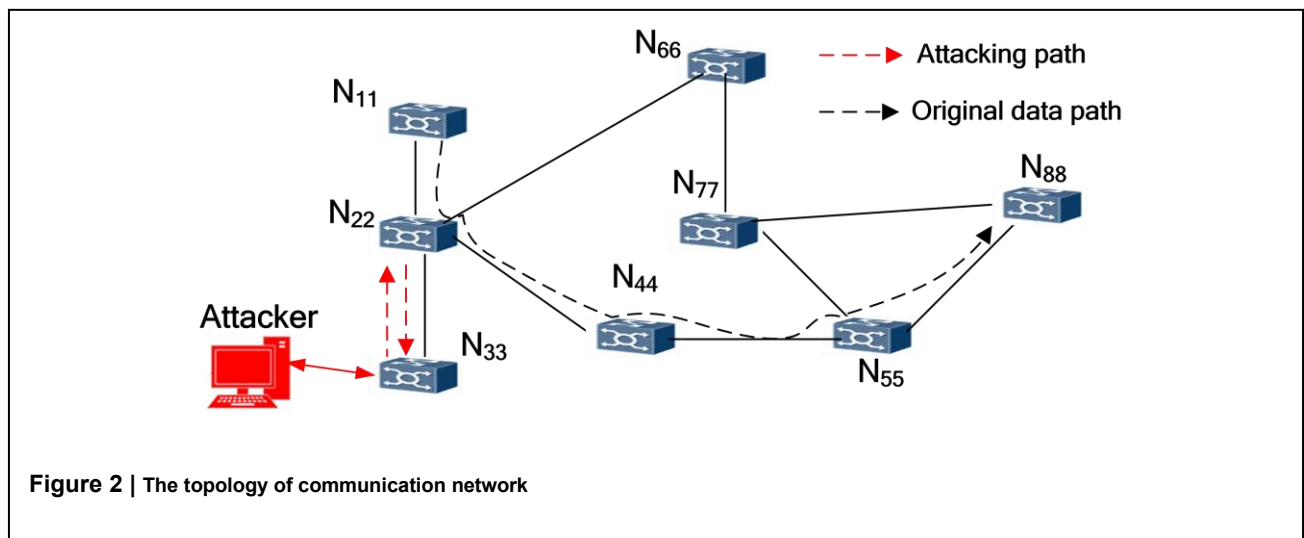 N₆₆
Attacking path
N₁₁
Original data path
N₈₈
N₇₇
N₂₂
N₄₄
Attacker
N₃₃
N₅₅
Figure 2 | The topology of communication network